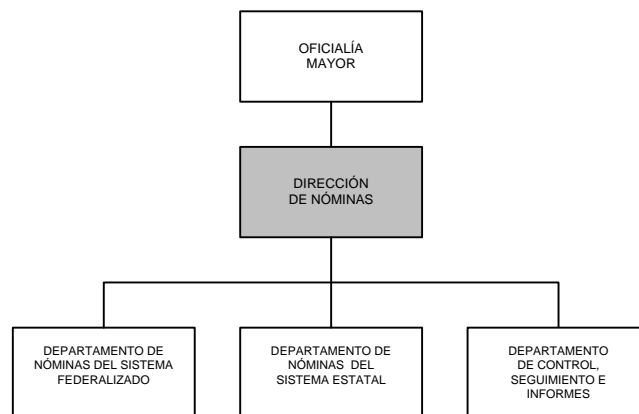 OFICIALÍA
MAYOR
DIRECCIÓN
DE NÓMINAS
DEPARTAMENTO DE
NÓMINAS DEL SISTEMA
FEDERALIZADO
DEPARTAMENTO DE
NÓMINAS DEL
SISTEMA ESTATAL
DEPARTAMENTO
DE CONTROL,
SEGUIMIENTO E
INFORMES